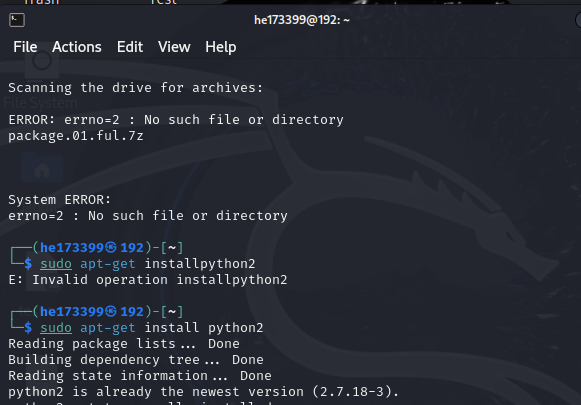 Trash Test
he173399@192: ~
File Actions Edit View Help
Scanning the drive for archives:
File System
ERROR: errno=2 : No such file or directory
package.01.ful.7z
System ERROR:
errno=2 : No such file or directory
┌──(he173399㉿192)-[~]
└─$ sudo apt-get installpython2
E: Invalid operation installpython2
┌──(he173399㉿192)-[~]
└─$ sudo apt-get install python2
Reading package lists... Done
Building dependency tree... Done
Reading state information... Done
python2 is already the newest version (2.7.18-3).